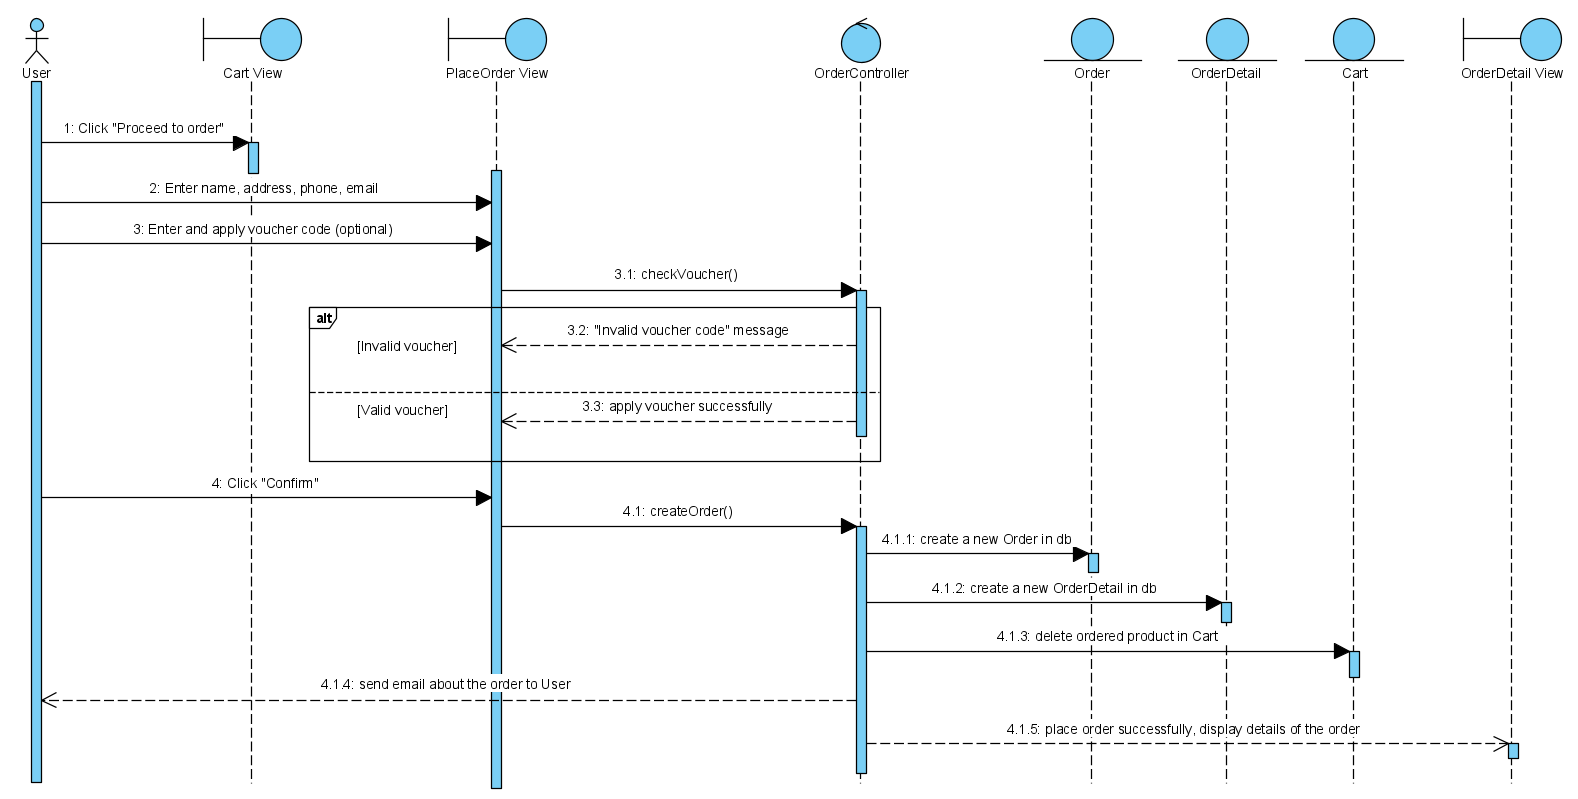 User
Cart View
PlaceOrder View
OrderController
Order
OrderDetail
Cart
OrderDetail View
1: Click "Proceed to order"
2: Enter name, address, phone, email
3: Enter and apply voucher code (optional)
3.1: checkVoucher()
alt
3.2: "Invalid voucher code" message
[Invalid voucher]
3.3: apply voucher successfully
[Valid voucher]
4: Click "Confirm"
4.1: createOrder()
4.1.1: create a new Order in db
4.1.2: create a new OrderDetail in db
4.1.3: delete ordered product in Cart
4.1.4: send email about the order to User
4.1.5: place order successfully, display details of the order